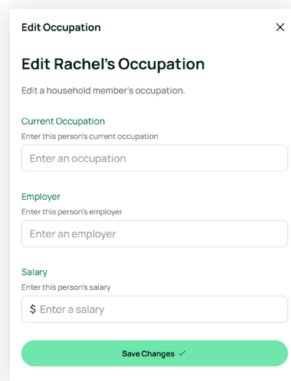 Edit Occupation
Edit Rachel's Occupation
Edit a household member's occupation.
Current Occupation
Enter this person's current occupation
Enter an occupation
Employer
Enter this person's employer
Enter an employer
Salary
Enter this person's salary
$ Enter a salary
Save Changes ✓